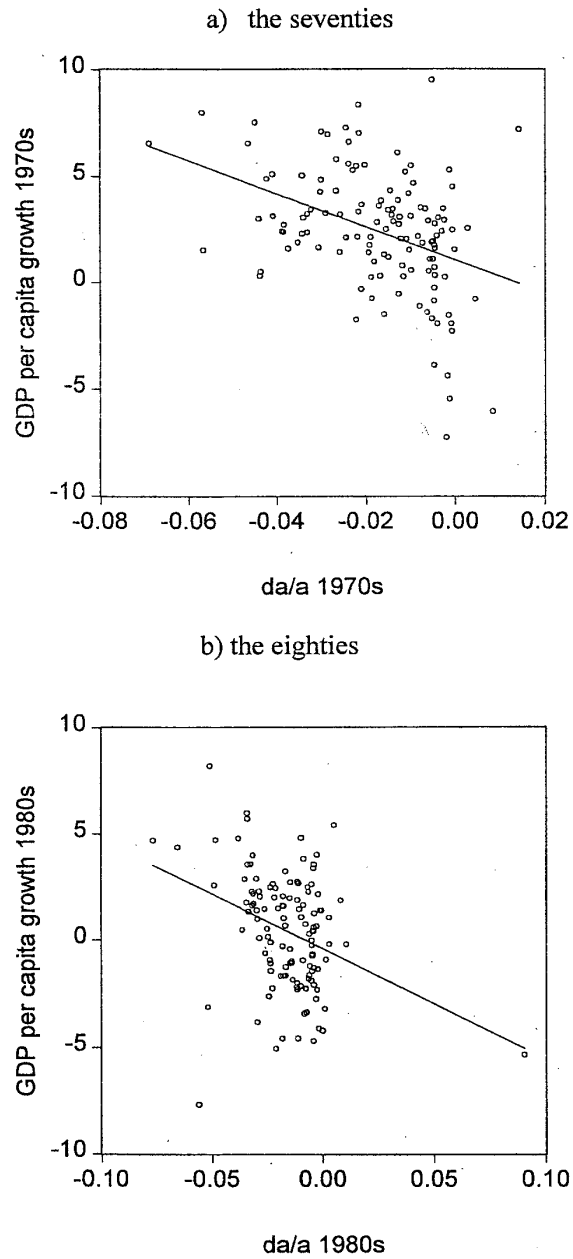 a) the seventies
10
5
0
-5
-10
GDP per capita growth 1970s
-0.08 -0.06 -0.04 -0.02 0.00 0.02
da/a 1970s
b) the eighties
10
5
0
-5
-10
GDP per capita growth 1980s
-0.10 -0.05 0.00 0.05 0.10
da/a 1980s